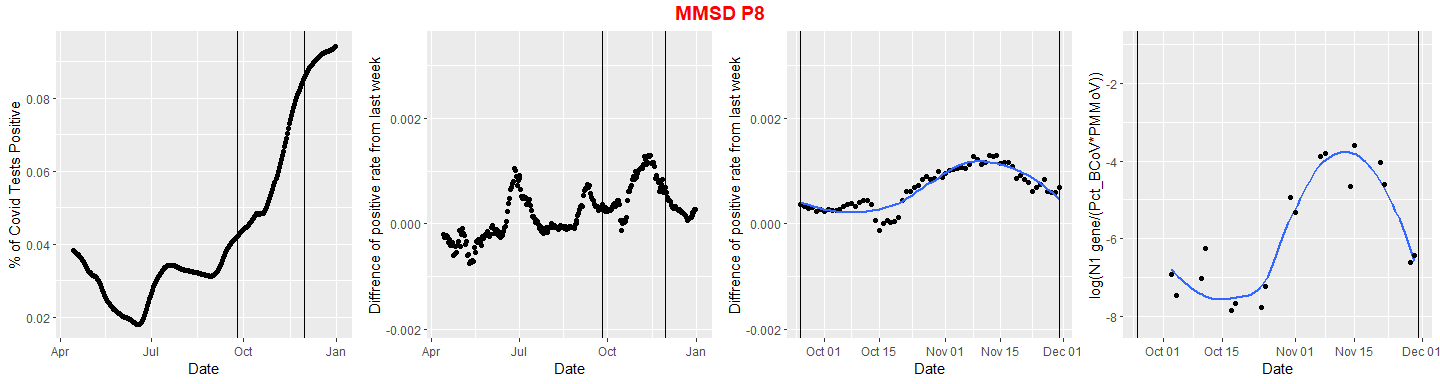 MMSD P8
% of Covid Tests Positive
0.08
0.06
0.04
0.02
Apr
Jul
Oct
Jan
Date
Diffrence of positive rate from last week
0.002
0.000
-0.002
Apr
Jul
Oct
Jan
Date
Diffrence of positive rate from last week
0.002
0.000
-0.002
Oct 01
Oct 15
Nov 01
Nov 15
Dec 01
Date
log(N1 gene/(Pct_BCoV*PMMoV))
-2
-4
-6
-8
Oct 01
Oct 15
Nov 01
Nov 15
Dec 01
Date